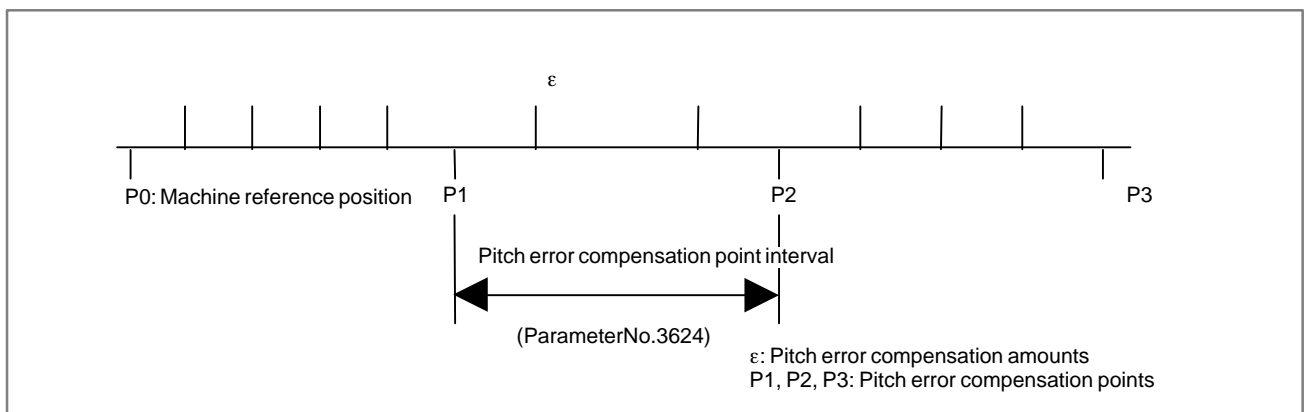 ε
P0: Machine reference position
P1
P2
P3
Pitch error compensation point interval
(ParameterNo.3624)
ε: Pitch error compensation amounts
P1, P2, P3: Pitch error compensation points